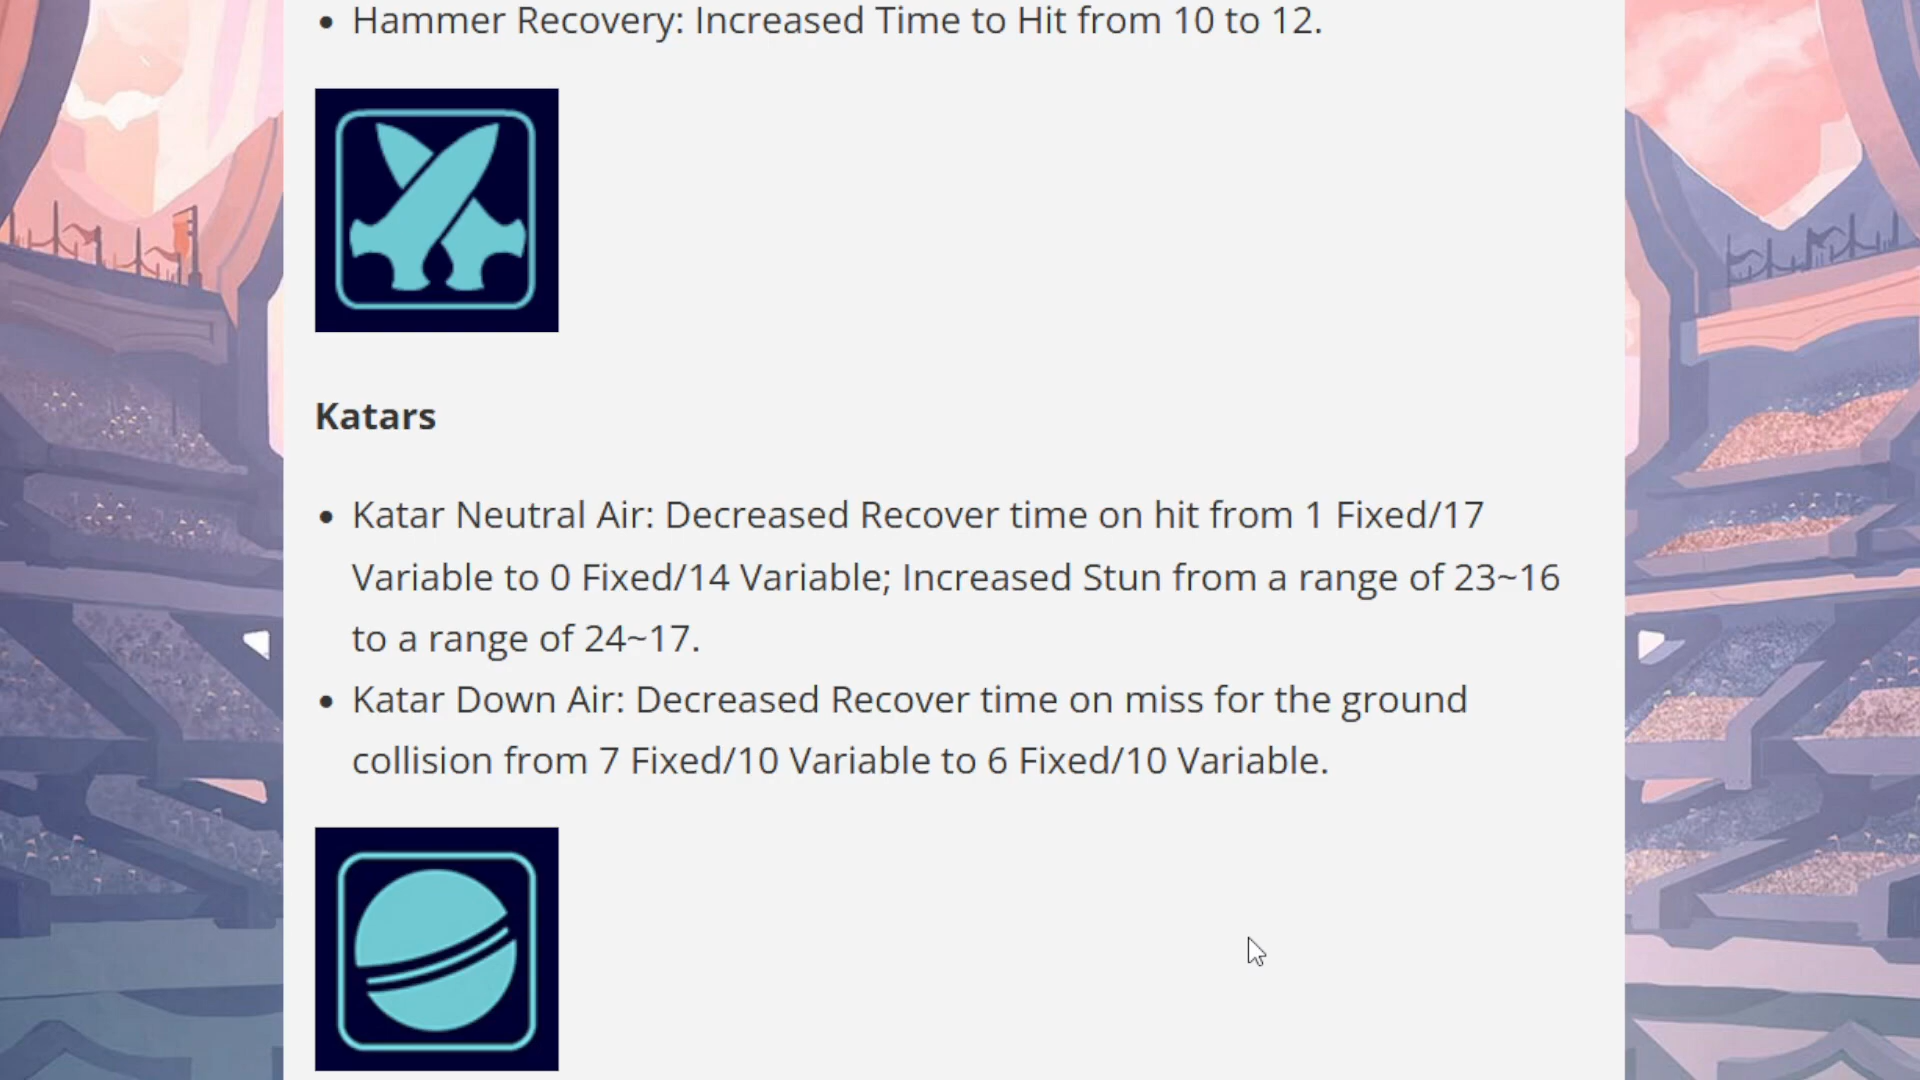 • Hammer Recovery: Increased Time to Hit from 10 to 12.
Katars
• Katar Neutral Air: Decreased Recover time on hit from 1 Fixed/17
Variable to 0 Fixed/14 Variable; Increased Stun from a range of 23~16
to a range of 24~17.
• Katar Down Air: Decreased Recover time on miss for the ground
collision from 7 Fixed/10 Variable to 6 Fixed/10 Variable.